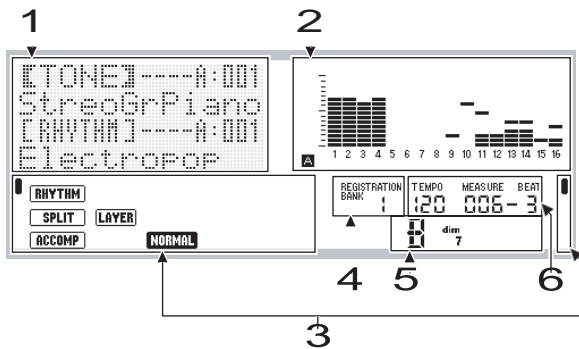 1 2
[TONE]----A:001
StreoGrPiano
[RHYTHM]----A:001
Electropop
A
1 2 3 4 5 6 7 8 9 10 11 12 13 14 15 16
RHYTHM
SPLIT LAYER
ACCOMP NORMAL
REGISTRATION BANK 1
TEMPO MEASURE BEAT
120 006-3
B dim 7
4 5 6
3